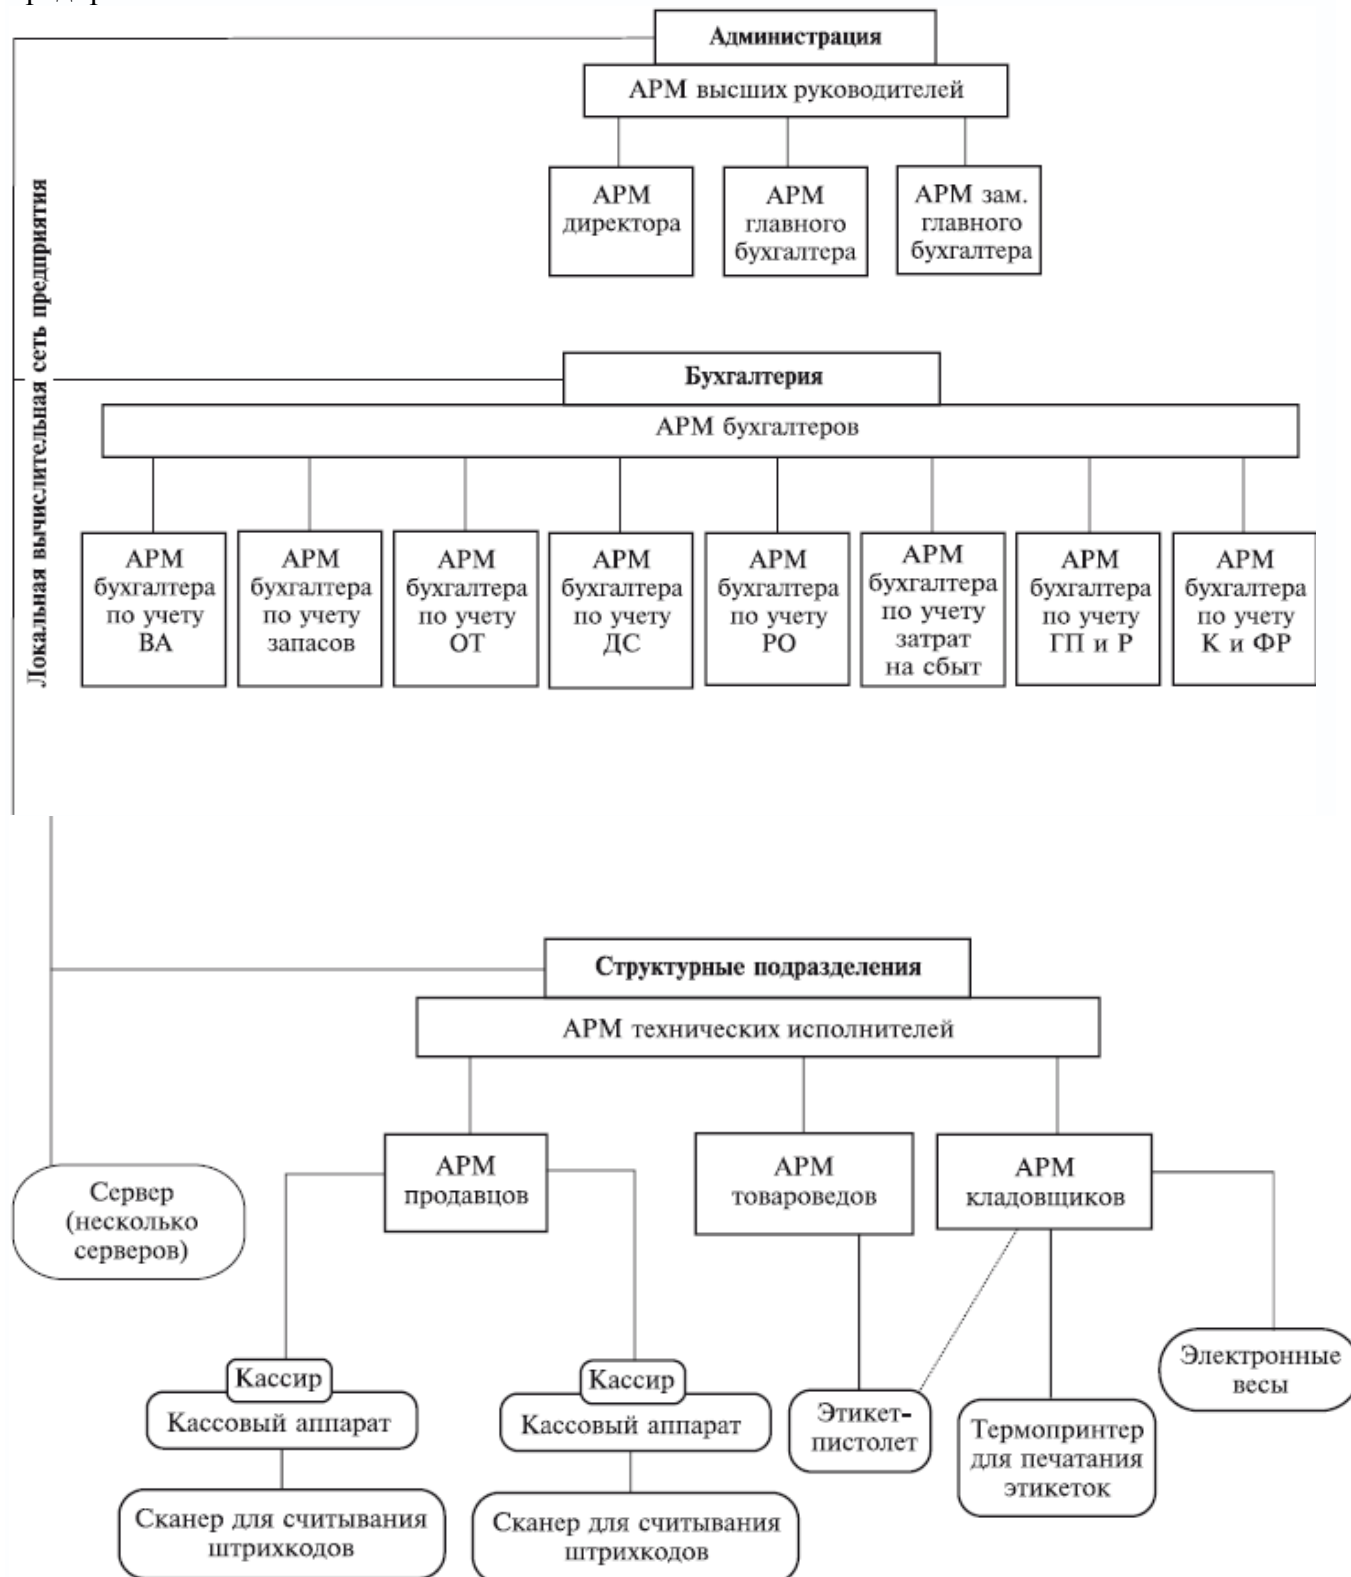 Администрация
АРМ высших руководителей
АРМ
директора
АРМ
главного
бухгалтера
АРМ зам.
главного
бухгалтера
Локальная вычислительная сеть предприятия
Бухгалтерия
АРМ бухгалтеров
АРМ
бухгалтера
по учету
ВА
АРМ
бухгалтера
по учету
запасов
АРМ
бухгалтера
по учету
ОТ
АРМ
бухгалтера
по учету
ДС
АРМ
бухгалтера
по учету
РО
АРМ
бухгалтера
по учету
затрат
на сбыт
АРМ
бухгалтера
по учету
ГП и Р
АРМ
бухгалтера
по учету
К и ФР
Структурные подразделения
АРМ технических исполнителей
АРМ
продавцов
АРМ
товароведов
АРМ
кладовщиков
Сервер
(несколько
серверов)
Кассир
Кассовый аппарат
Сканер для считывания
штрихкодов
Кассир
Кассовый аппарат
Сканер для считывания
штрихкодов
Этикет-
пистолет
Термопринтер
для печатания
этикеток
Электронные
весы